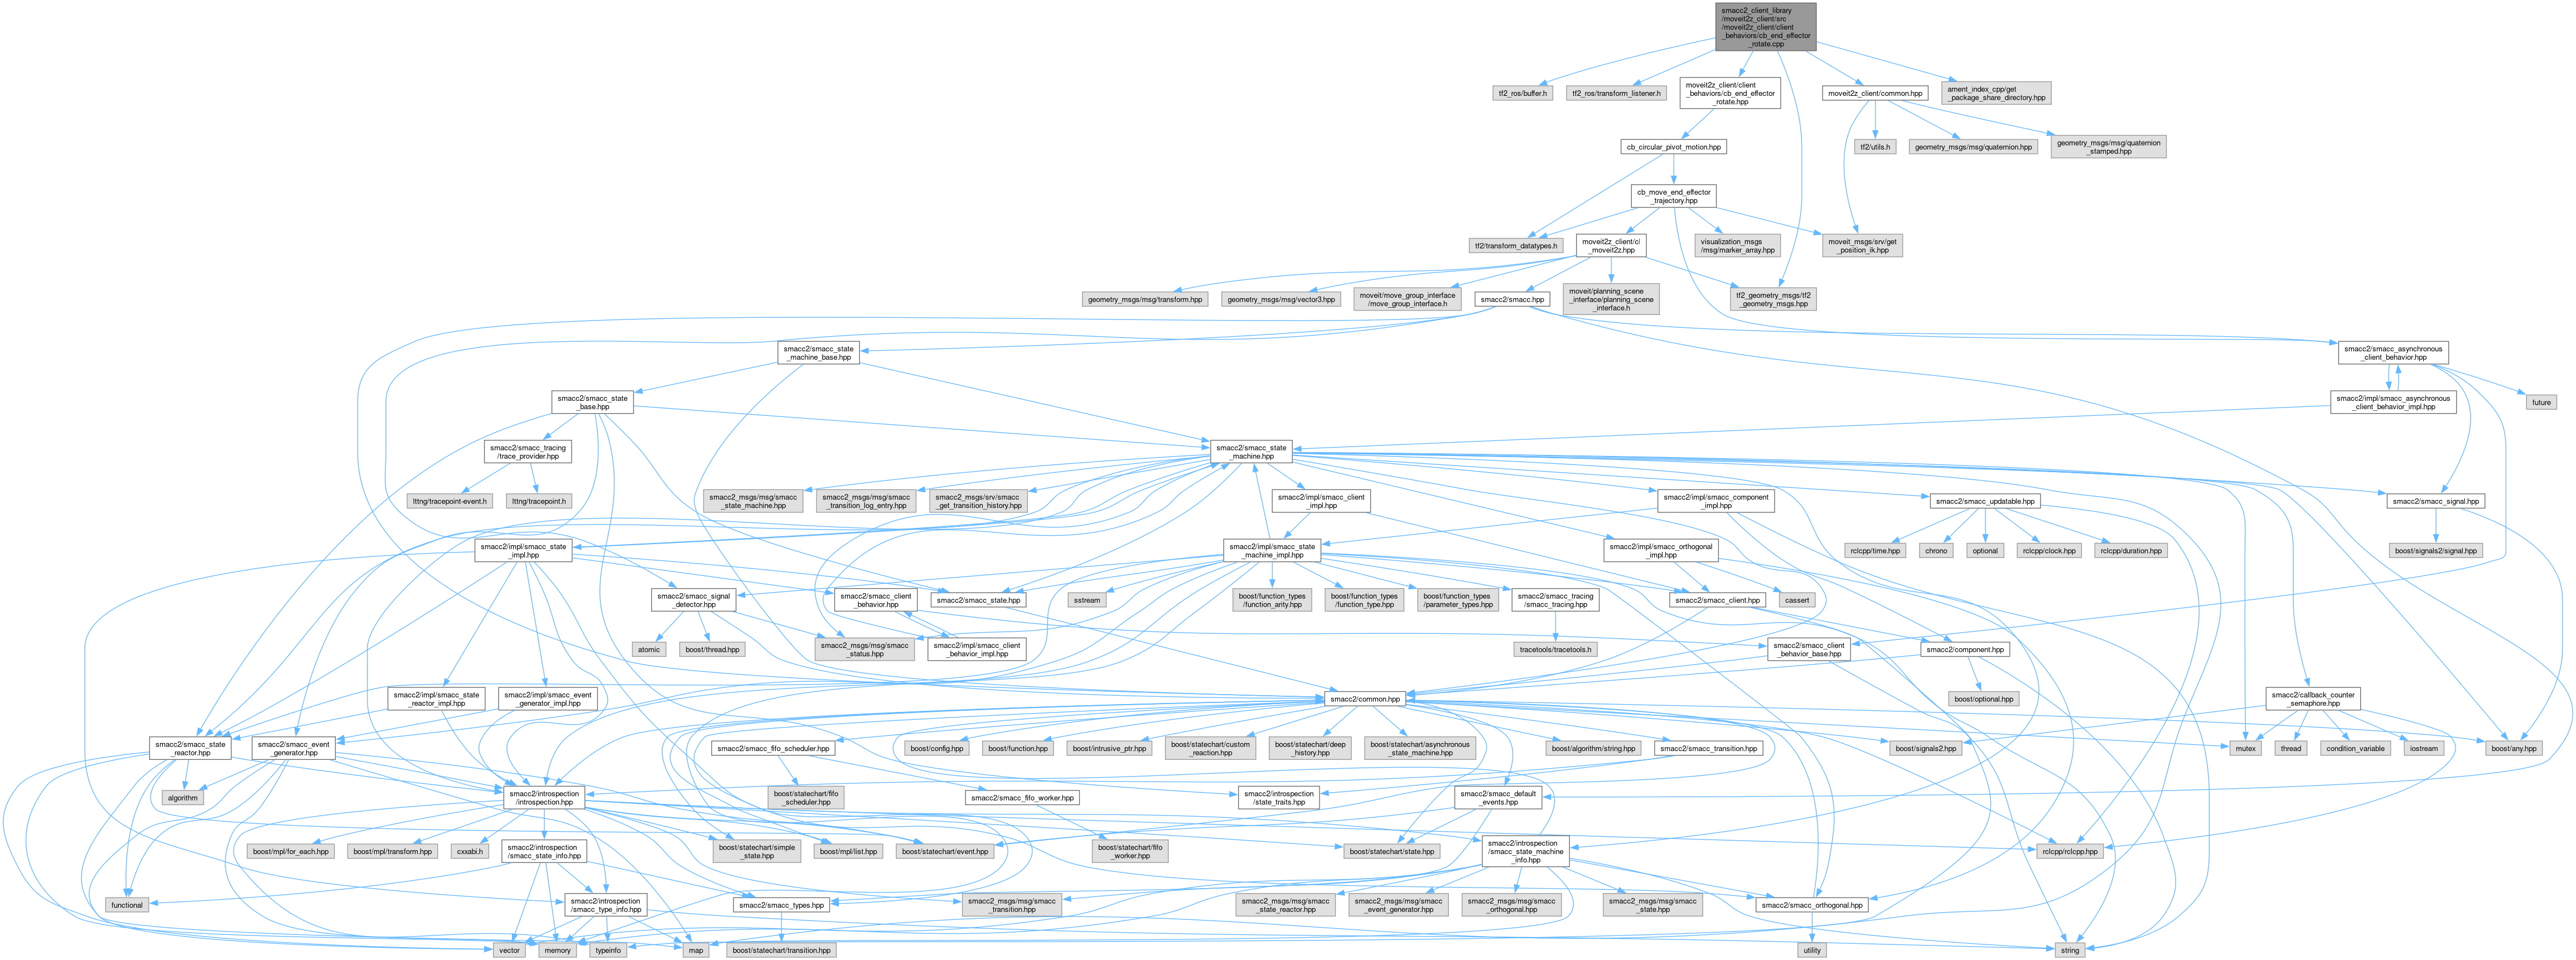 smacc2_client_library
/moveit2z_client/src
/moveit2z_client/client
_behaviors/cb_end_effector
_rotate.cpp
tf2_ros/buffer.h
tf2_ros/transform_listener.h
moveit2z_client/client
_behaviors/cb_end_effector
_rotate.hpp
moveit2z_client/common.hpp
ament_index_cpp/get
_package_share_directory.hpp
cb_circular_pivot_motion.hpp
tf2/utils.h
geometry_msgs/msg/quaternion.hpp
geometry_msgs/msg/quaternion
_stamped.hpp
cb_move_end_effector
_trajectory.hpp
tf2/transform_datatypes.h
moveit2z_client/cl
_moveit2z.hpp
visualization_msgs
/msg/marker_array.hpp
moveit_msgs/srv/get
_position_ik.hpp
geometry_msgs/msg/transform.hpp
geometry_msgs/msg/vector3.hpp
moveit/move_group_interface
/move_group_interface.h
smacc2/smacc.hpp
moveit/planning_scene
_interface/planning_scene
_interface.h
tf2_geometry_msgs/tf2
_geometry_msgs.hpp
smacc2/smacc_state
_machine_base.hpp
smacc2/smacc_asynchronous
_client_behavior.hpp
smacc2/smacc_state
_base.hpp
smacc2/impl/smacc_asynchronous
_client_behavior_impl.hpp
future
smacc2/smacc_tracing
/trace_provider.hpp
smacc2/smacc_state
_machine.hpp
lttng/tracepoint-event.h
lttng/tracepoint.h
smacc2_msgs/msg/smacc
_state_machine.hpp
smacc2_msgs/msg/smacc
_transition_log_entry.hpp
smacc2_msgs/srv/smacc
_get_transition_history.hpp
smacc2/impl/smacc_client
_impl.hpp
smacc2/impl/smacc_component
_impl.hpp
smacc2/smacc_updatable.hpp
smacc2/smacc_signal.hpp
smacc2/impl/smacc_state
_impl.hpp
smacc2/impl/smacc_state
_machine_impl.hpp
smacc2/impl/smacc_orthogonal
_impl.hpp
rclcpp/time.hpp
chrono
optional
rclcpp/clock.hpp
rclcpp/duration.hpp
boost/signals2/signal.hpp
smacc2/smacc_signal
_detector.hpp
smacc2/smacc_client
_behavior.hpp
smacc2/smacc_state.hpp
sstream
boost/function_types
/function_arity.hpp
boost/function_types
/function_type.hpp
boost/function_types
/parameter_types.hpp
smacc2/smacc_tracing
/smacc_tracing.hpp
smacc2/smacc_client.hpp
cassert
atomic
boost/thread.hpp
smacc2_msgs/msg/smacc
_status.hpp
smacc2/impl/smacc_client
_behavior_impl.hpp
tracetools/tracetools.h
smacc2/smacc_client
_behavior_base.hpp
smacc2/component.hpp
smacc2/impl/smacc_state
_reactor_impl.hpp
smacc2/impl/smacc_event
_generator_impl.hpp
smacc2/common.hpp
boost/optional.hpp
smacc2/callback_counter
_semaphore.hpp
smacc2/smacc_state
_reactor.hpp
smacc2/smacc_event
_generator.hpp
smacc2/smacc_fifo_scheduler.hpp
boost/config.hpp
boost/function.hpp
boost/intrusive_ptr.hpp
boost/statechart/custom
_reaction.hpp
boost/statechart/deep
_history.hpp
boost/statechart/asynchronous
_state_machine.hpp
boost/algorithm/string.hpp
smacc2/smacc_transition.hpp
boost/signals2.hpp
mutex
thread
condition_variable
iostream
boost/any.hpp
algorithm
smacc2/introspection
/introspection.hpp
boost/statechart/fifo
_scheduler.hpp
smacc2/smacc_fifo_worker.hpp
smacc2/introspection
/state_traits.hpp
smacc2/smacc_default
_events.hpp
boost/mpl/for_each.hpp
boost/mpl/transform.hpp
cxxabi.h
smacc2/introspection
/smacc_state_info.hpp
boost/statechart/simple
_state.hpp
boost/mpl/list.hpp
boost/statechart/event.hpp
boost/statechart/fifo
_worker.hpp
boost/statechart/state.hpp
smacc2/introspection
/smacc_state_machine
_info.hpp
rclcpp/rclcpp.hpp
functional
smacc2/introspection
/smacc_type_info.hpp
smacc2/smacc_types.hpp
smacc2_msgs/msg/smacc
_transition.hpp
smacc2_msgs/msg/smacc
_state_reactor.hpp
smacc2_msgs/msg/smacc
_event_generator.hpp
smacc2_msgs/msg/smacc
_orthogonal.hpp
smacc2_msgs/msg/smacc
_state.hpp
smacc2/smacc_orthogonal.hpp
vector
memory
typeinfo
map
boost/statechart/transition.hpp
utility
string